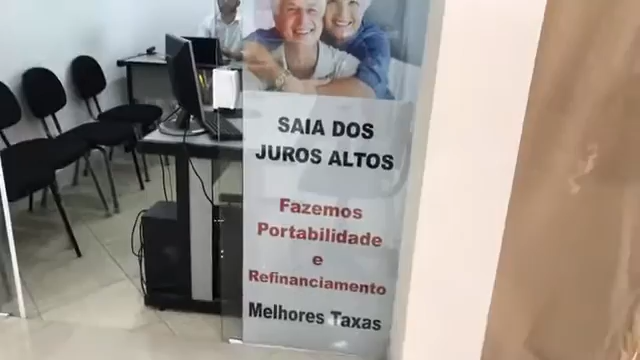 SAIA DOS
JUROS ALTOS
Fazemos
Portabilidade
e
Refinanciamento
Melhores Taxas